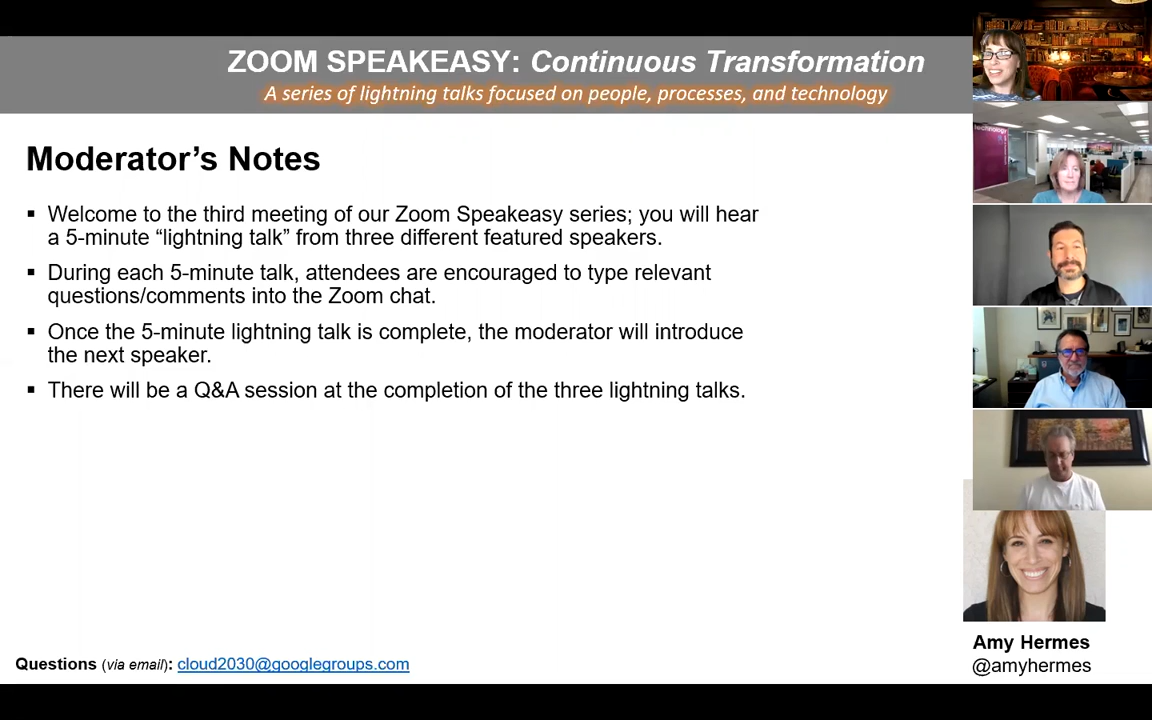 ZOOM SPEAKEASY: Continuous Transformation
A series of lightning talks focused on people, processes, and technology
technology
Moderator’s Notes
▪ Welcome to the third meeting of our Zoom Speakeasy series; you will hear
a 5-minute “lightning talk” from three different featured speakers.
▪ During each 5-minute talk, attendees are encouraged to type relevant
questions/comments into the Zoom chat.
▪ Once the 5-minute lightning talk is complete, the moderator will introduce
the next speaker.
▪ There will be a Q&A session at the completion of the three lightning talks.
Amy Hermes
@amyhermes
Questions (via email): cloud2030@googlegroups.com